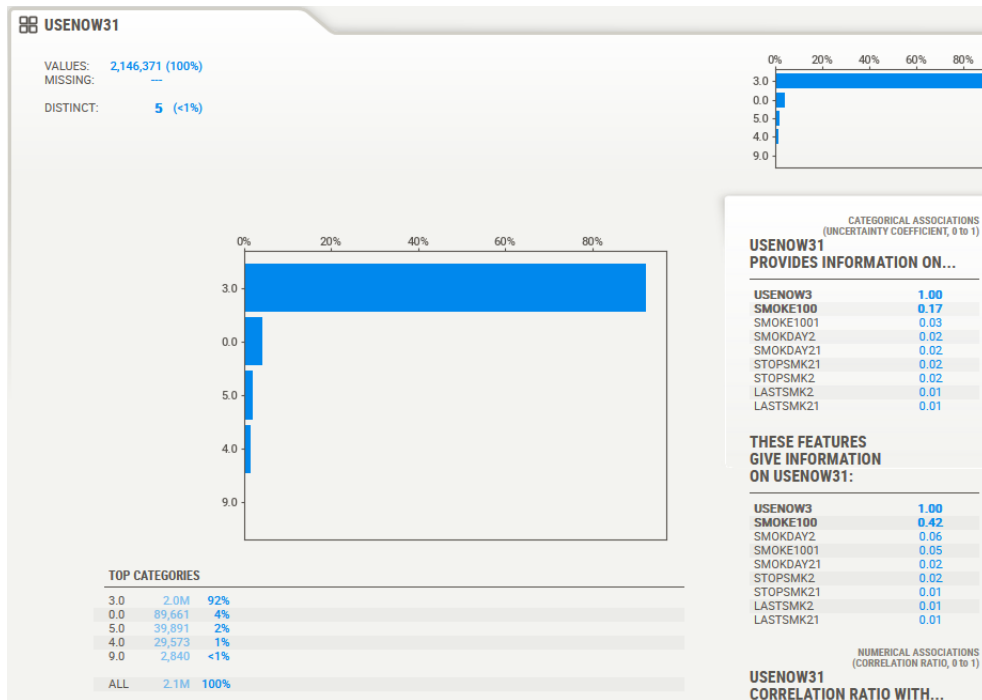 USENOW31
VALUES: 2,146,371 (100%)
MISSING: ---
DISTINCT: 5 (<1%)
0% 20% 40% 60% 80%
3.0
0.0
5.0
4.0
9.0
0% 20% 40% 60% 80%
3.0
0.0
5.0
4.0
9.0
TOP CATEGORIES
3.0 2.0M 92%
0.0 89,661 4%
5.0 39,891 2%
4.0 29,573 1%
9.0 2,840 <1%
ALL 2.1M 100%
CATEGORICAL ASSOCIATIONS
(UNCERTAINTY COEFFICIENT, 0 to 1)
USENOW31
PROVIDES INFORMATION ON...
USENOW3 1.00
SMOKE100 0.17
SMOKE1001 0.03
SMOKDAY2 0.02
SMOKDAY21 0.02
STOPSMK21 0.02
STOPSMK2 0.02
LASTSMK2 0.01
LASTSMK21 0.01
THESE FEATURES
GIVE INFORMATION
ON USENOW31:
USENOW3 1.00
SMOKE100 0.42
SMOKDAY2 0.06
SMOKE1001 0.05
SMOKDAY21 0.02
STOPSMK2 0.02
STOPSMK21 0.01
LASTSMK2 0.01
LASTSMK21 0.01
NUMERICAL ASSOCIATIONS
(CORRELATION RATIO, 0 to 1)
USENOW31
CORRELATION RATIO WITH...